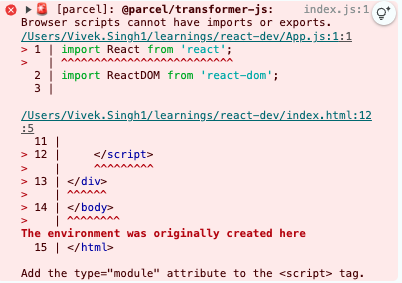 [parcel]: @parcel/transformer-js: index.js:1
Browser scripts cannot have imports or exports.
/Users/Vivek.Singh1/learnings/react-dev/App.js:1:1
> 1 | import React from 'react';
>   | ^^^^^^^^^^^^^^^^^^^^^^^^^^
  2 | import ReactDOM from 'react-dom';
  3 |
/Users/Vivek.Singh1/learnings/react-dev/index.html:12
:5
  11 |
> 12 |     </script>
>    |     ^^^^^^^^^
> 13 | </div>
>    | ^^^^^^
> 14 | </body>
>    | ^^^^^^^^
The environment was originally created here
  15 | </html>
Add the type="module" attribute to the <script> tag.